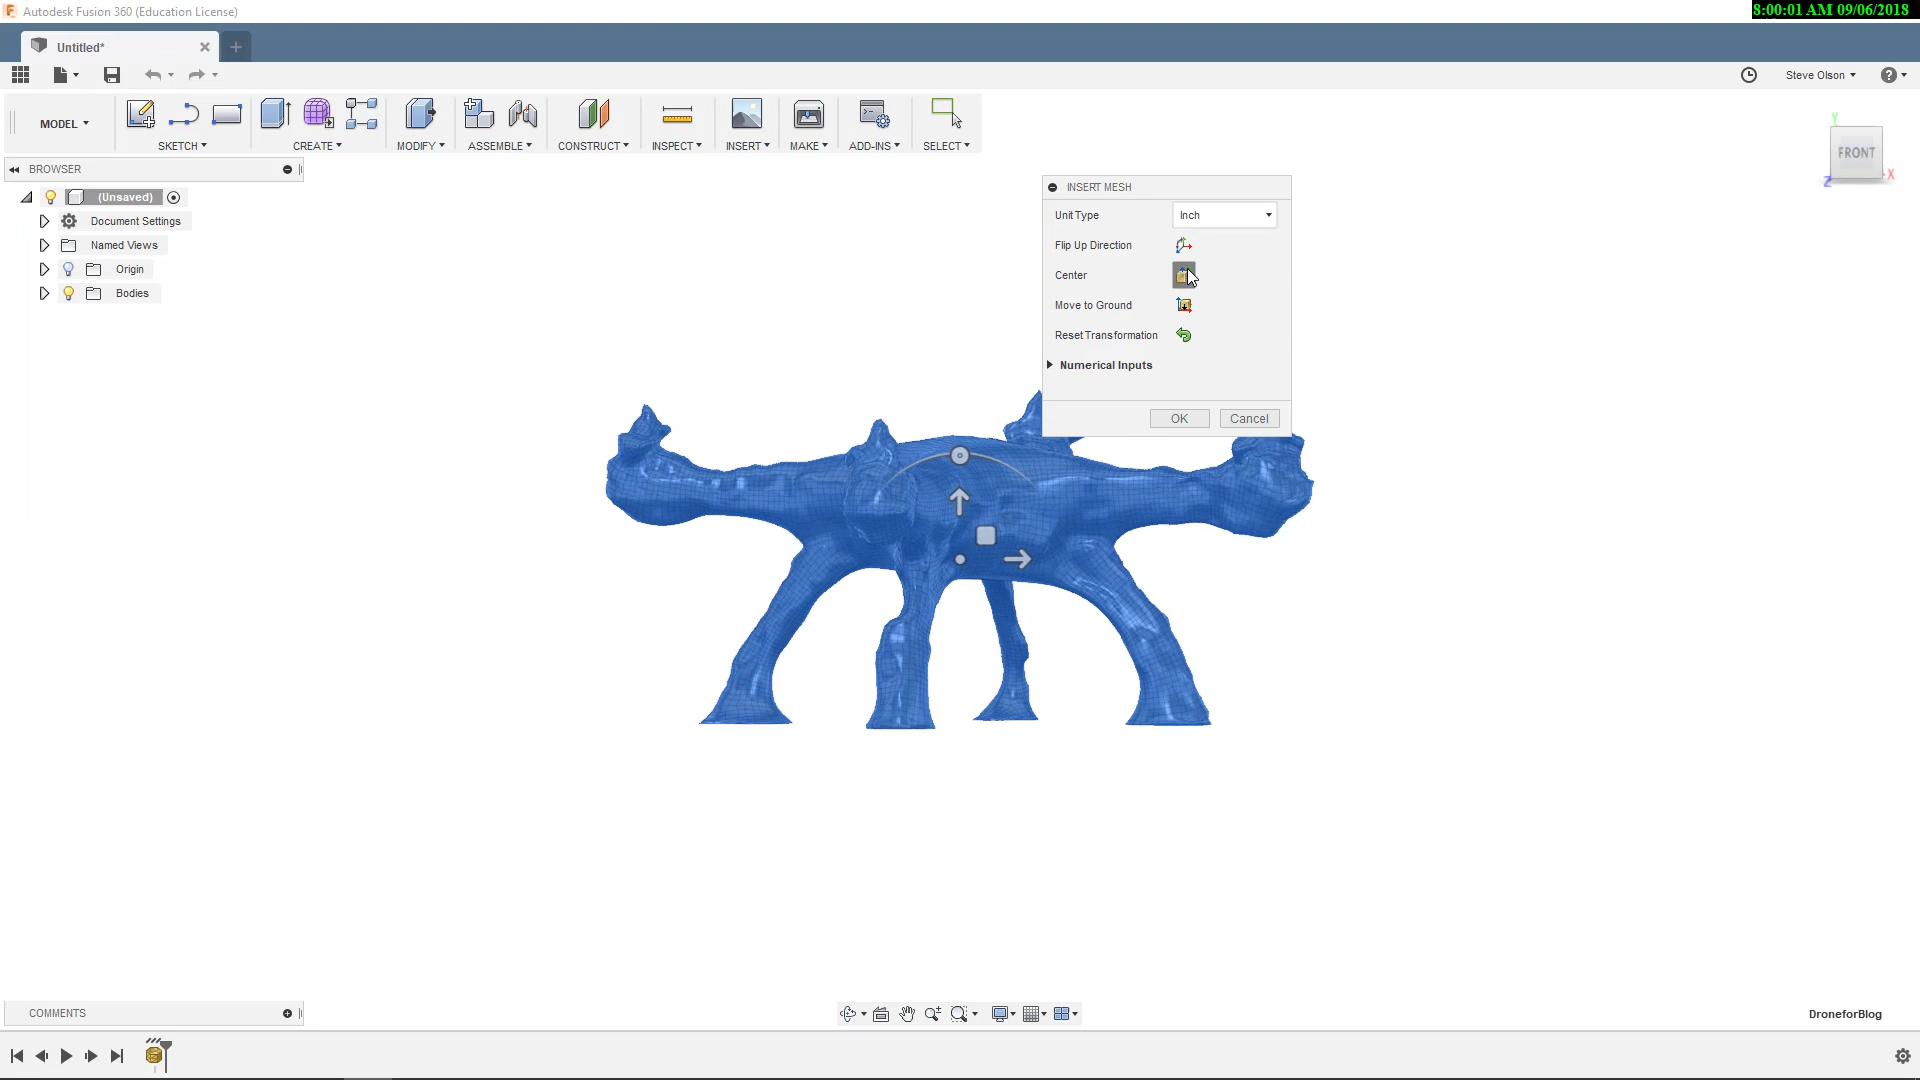 Autodesk Fusion 360 (Education License)
8:00:01 AM 09/06/2018
Untitled*
Steve Olson
MODEL
SKETCH
CREATE
MODIFY
ASSEMBLE
CONSTRUCT
INSPECT
INSERT
MAKE
ADD-INS
SELECT
Y
FRONT
X
Z
BROWSER
(Unsaved)
Document Settings
Named Views
Origin
Bodies
INSERT MESH
Unit Type
Inch
Flip Up Direction
Center
Move to Ground
Reset Transformation
Numerical Inputs
OK
Cancel
COMMENTS
DroneforBlog